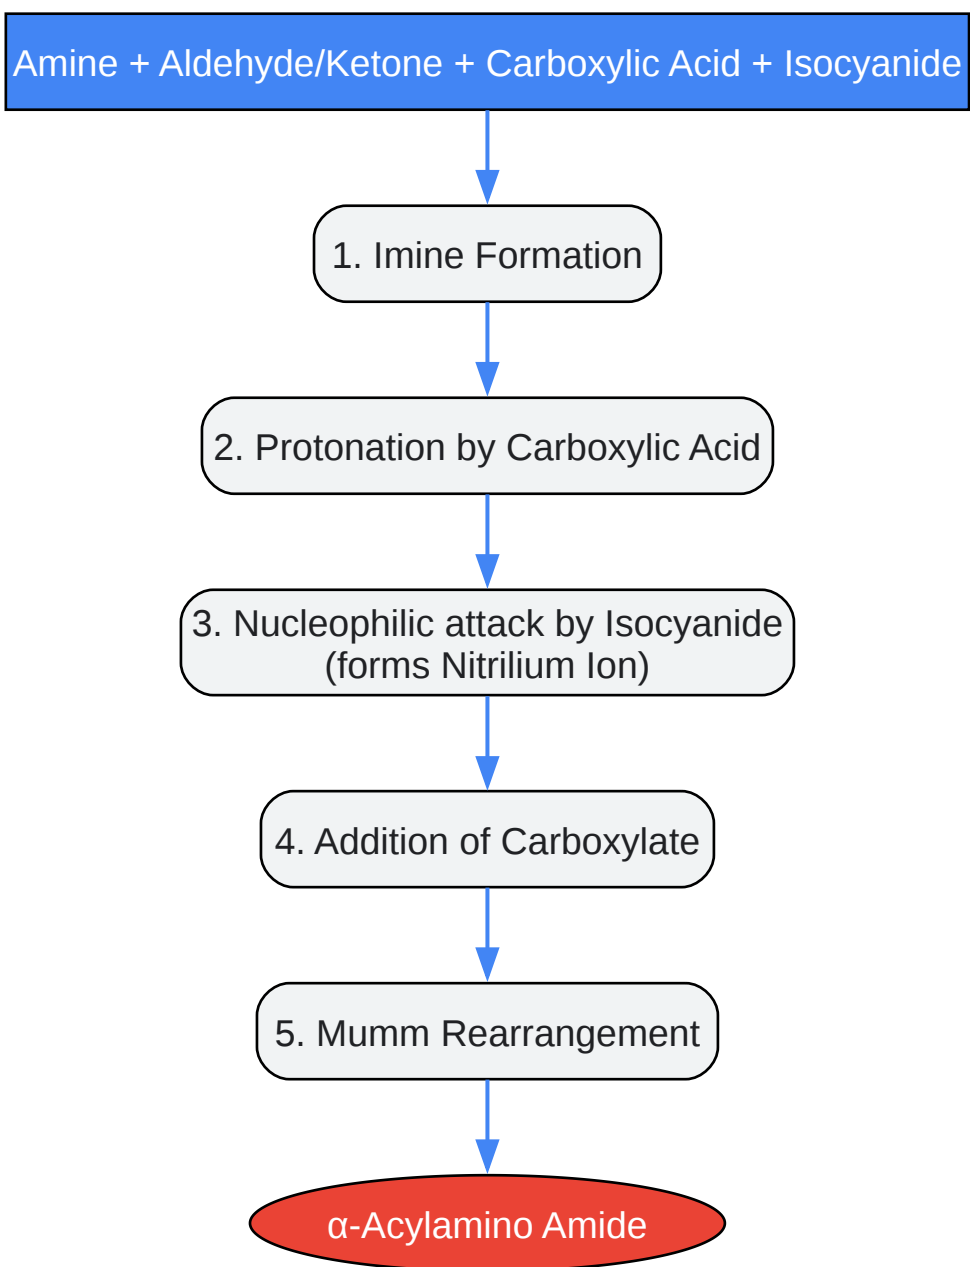 Amine + Aldehyde/Ketone + Carboxylic Acid + Isocyanide
1. Imine Formation
2. Protonation by Carboxylic Acid
3. Nucleophilic attack by Isocyanide
(forms Nitrilium Ion)
4. Addition of Carboxylate
5. Mumm Rearrangement
α-Acylamino Amide